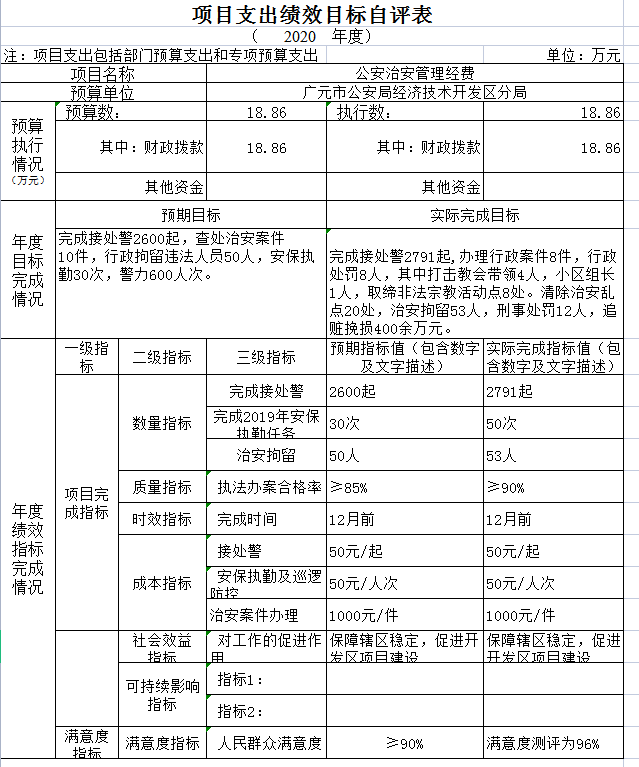 项目支出绩效目标自评表
（ 2020 年度）
注：项目支出包括部门预算支出和专项预算支出 单位：万元
项目名称 公安治安管理经费
预算单位 广元市公安局经济技术开发区分局
预算执行情况（万元）
预算数： 18.86 执行数： 18.86
其中：财政拨款 18.86 其中：财政拨款 18.86
其他资金 其他资金
年度目标完成情况
预期目标 实际完成目标
完成接处警2600起，查处治安案件
10件，行政拘留违法人员50人，安保执
勤30次，警力600人次。
完成接处警2791起,办理行政案件8件，行政
处罚8人，其中打击教会带领4人，小区组长
1人，取缔非法宗教活动点8处。清除治安乱
点20处，治安拘留53人，刑事处罚12人，追
赃挽损400余万元。
年度绩效指标完成情况
一级指标 二级指标 三级指标 预期指标值（包含数字及文字描述） 实际完成指标值（包含数字及文字描述）
项目完成指标
数量指标
完成接处警 2600起 2791起
完成2019年安保执勤任务 30次 50次
治安拘留 50人 53人
质量指标 执法办案合格率 ≥85% ≥90%
时效指标 完成时间 12月前 12月前
成本指标
接处警 50元/起 50元/起
安保执勤及巡逻防控 50元/人次 50元/人次
治安案件办理 1000元/件 1000元/件
社会效益指标 对工作的促进作用 保障辖区稳定，促进开发区项目建设 保障辖区稳定，促进开发区项目建设
可持续影响指标
指标1：
指标2：
满意度指标 满意度指标 人民群众满意度 ≥90% 满意度测评为96%